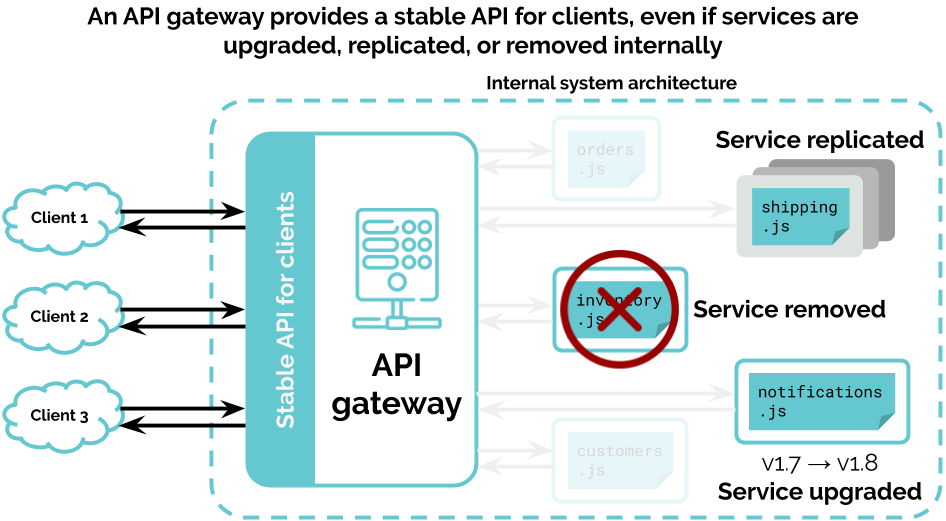 An API gateway provides a stable API for clients, even if services are
upgraded, replicated, or removed internally
Internal system architecture
Client 1
Client 2
Client 3
Stable API for clients
API
gateway
orders
.js
Service replicated
shipping
.js
inventory
.js
Service removed
notifications
.js
v1.7 → v1.8
Service upgraded
customers
.js